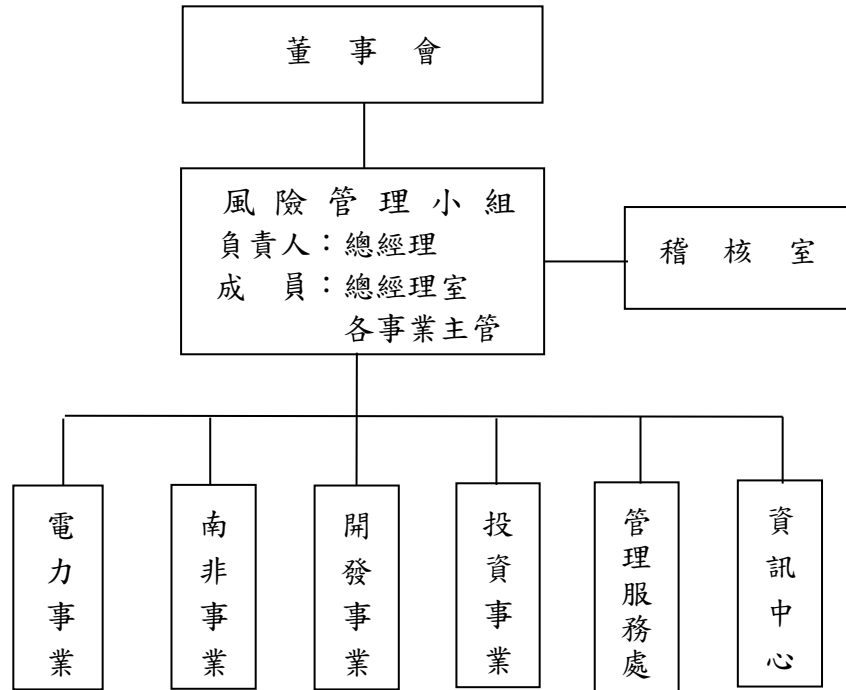 董事會
風險管理小組
負責人：總經理
成員：總經理室
各事業主管
稽核室
電力事業
南非事業
開發事業
投資事業
管理服務處
資訊中心